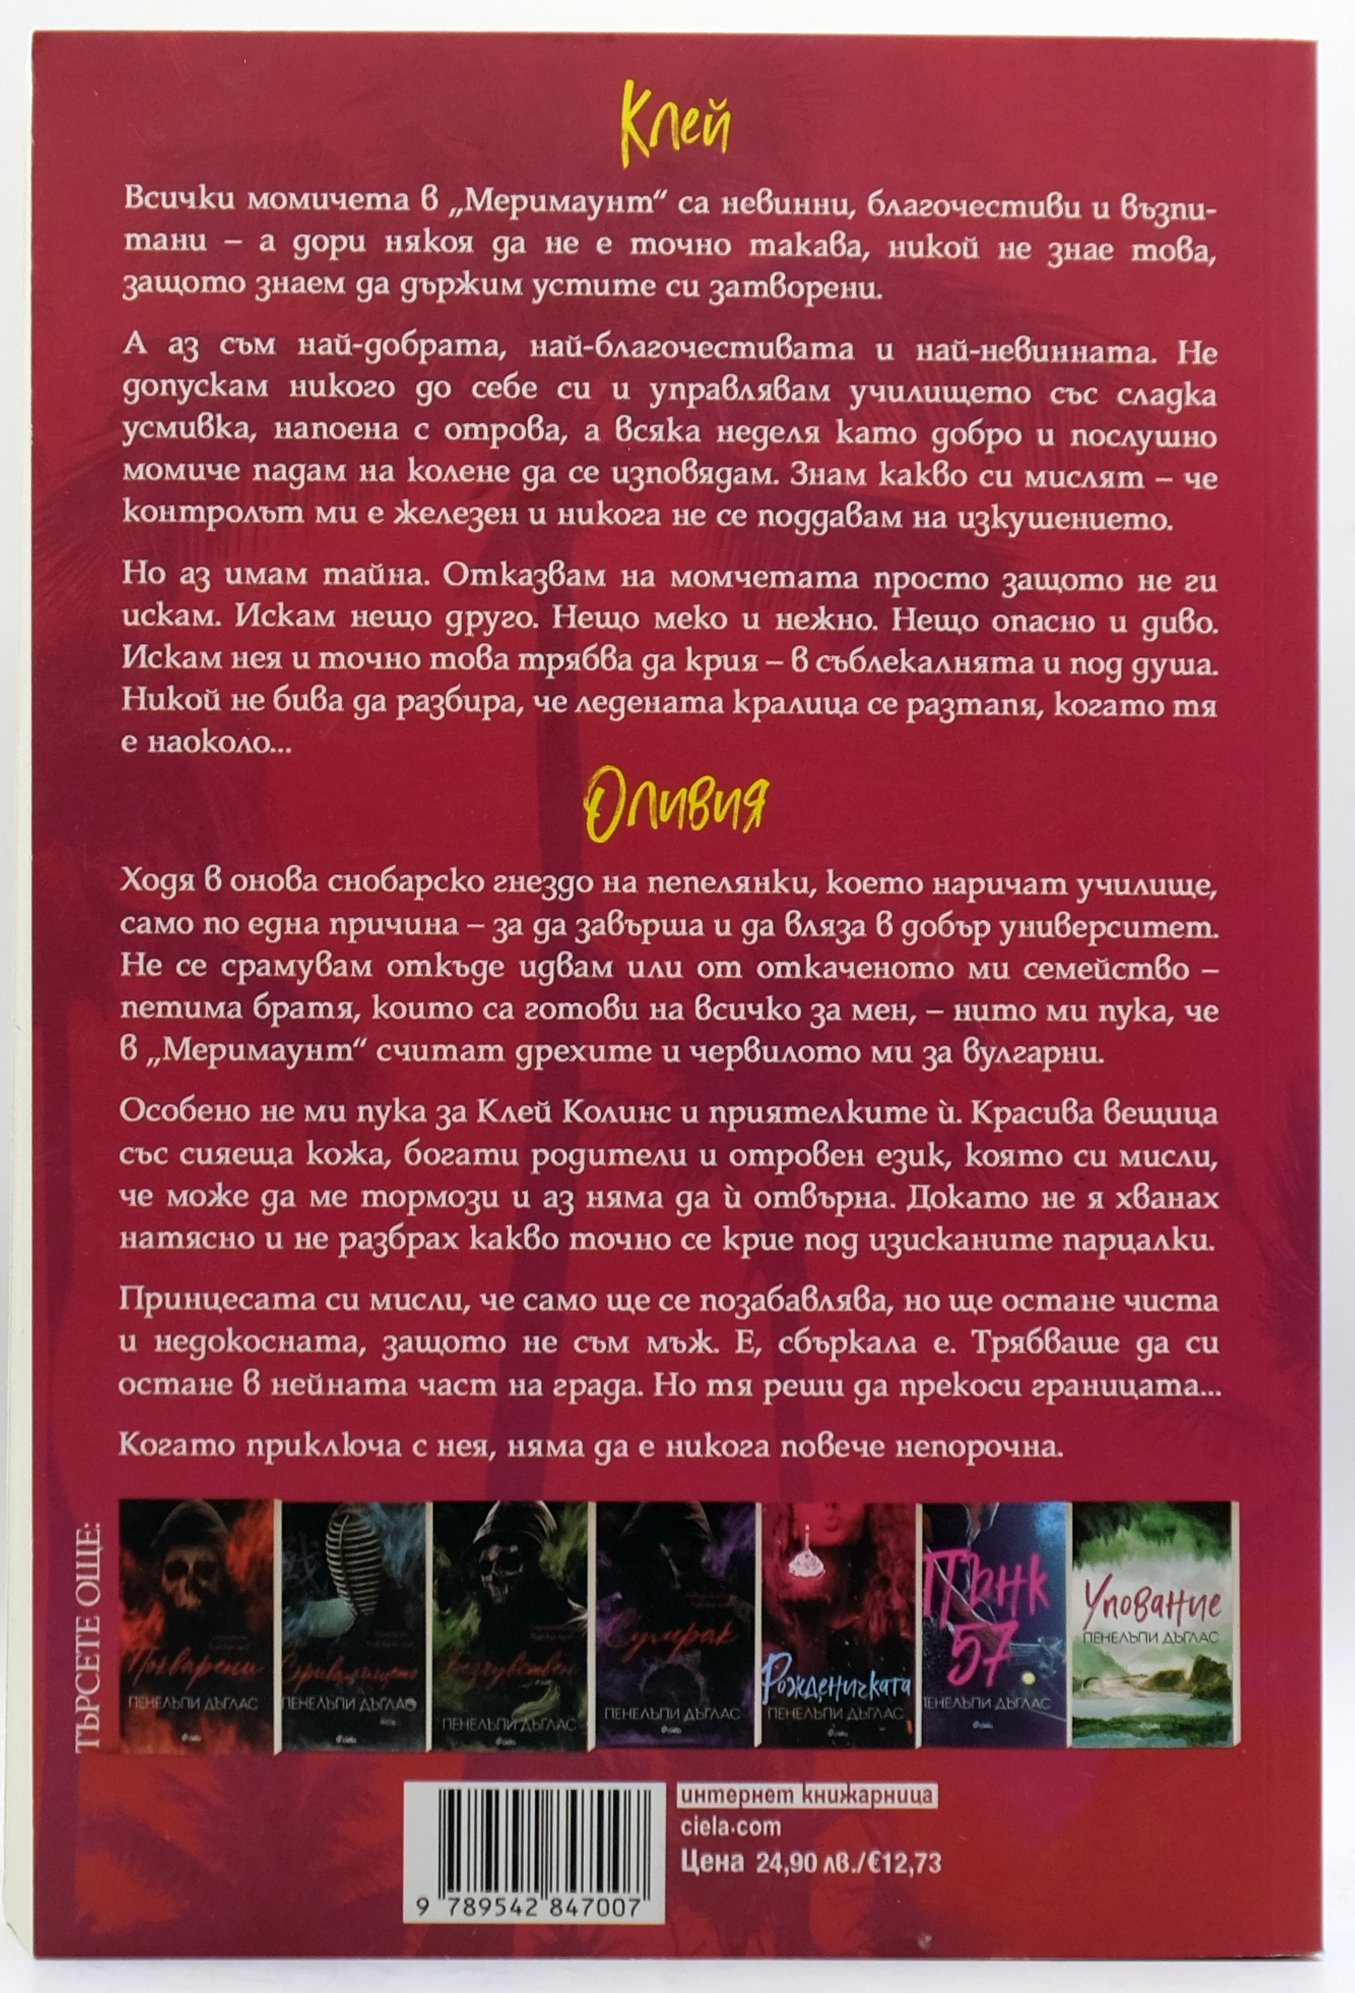 Клей
Всички момичета в „Меримаунт“ са невинни, благочестиви и възпи-
тани – а дори някоя да не е точно такава, никой не знае това,
защото знаем да държим устите си затворени.
А аз съм най-добрата, най-благочестивата и най-невинната. Не
допускам никого до себе си и управлявам училището със сладка
усмивка, напоена с отрова, а всяка неделя като добро и послушно
момиче падам на колене да се изповядам. Знам какво си мислят – че
контролът ми е железен и никога не се поддавам на изкушението.
Но аз имам тайна. Отказвам на момчетата просто защото не ги
искам. Искам нещо друго. Нещо меко и нежно. Нещо опасно и диво.
Искам нея и точно това трябва да крия – в съблекалнята и под душа.
Никой не бива да разбира, че ледената кралица се разтапя, когато тя
е наоколо...
Оливия
Ходя в онова снобарско гнездо на пепелянки, което наричат училище,
само по една причина – за да завърша и да вляза в добър университет.
Не се срамувам откъде идвам или от откаченото ми семейство –
петима братя, които са готови на всичко за мен, – нито ми пука, че
в „Меримаунт“ считат дрехите и червилото ми за вулгарни.
Особено не ми пука за Клей Колинс и приятелките ѝ. Красива вещица
със сияеща кожа, богати родители и отровен език, която си мисли,
че може да ме тормози и аз няма да ѝ отвърна. Докато не я хванах
натясно и не разбрах какво точно се крие под изисканите парцалки.
Принцесата си мисли, че само ще се позабавлява, но ще остане чиста
и недокосната, защото не съм мъж. Е, сбъркала е. Трябваше да си
остане в нейната част на града. Но тя реши да прекоси границата...
Когато приключа с нея, няма да е никога повече непорочна.
ТЪРСЕТЕ ОЩЕ:
Покварени
ПЕНЕЛЪПИ ДЪГЛАС
Скривалището
ПЕНЕЛЪПИ ДЪГЛАС
ПЕНЕЛЪПИ ДЪГЛАС
Сумрак
ПЕНЕЛЪПИ ДЪГЛАС
Рожденичката
ПЕНЕЛЪПИ ДЪГЛАС
ПЪНК
57
ПЕНЕЛЪПИ ДЪГЛАС
Упование
ПЕНЕЛЪПИ ДЪГЛАС
интернет книжарница
ciela.com
Цена 24,90 лв./€12,73
9 789542 847007